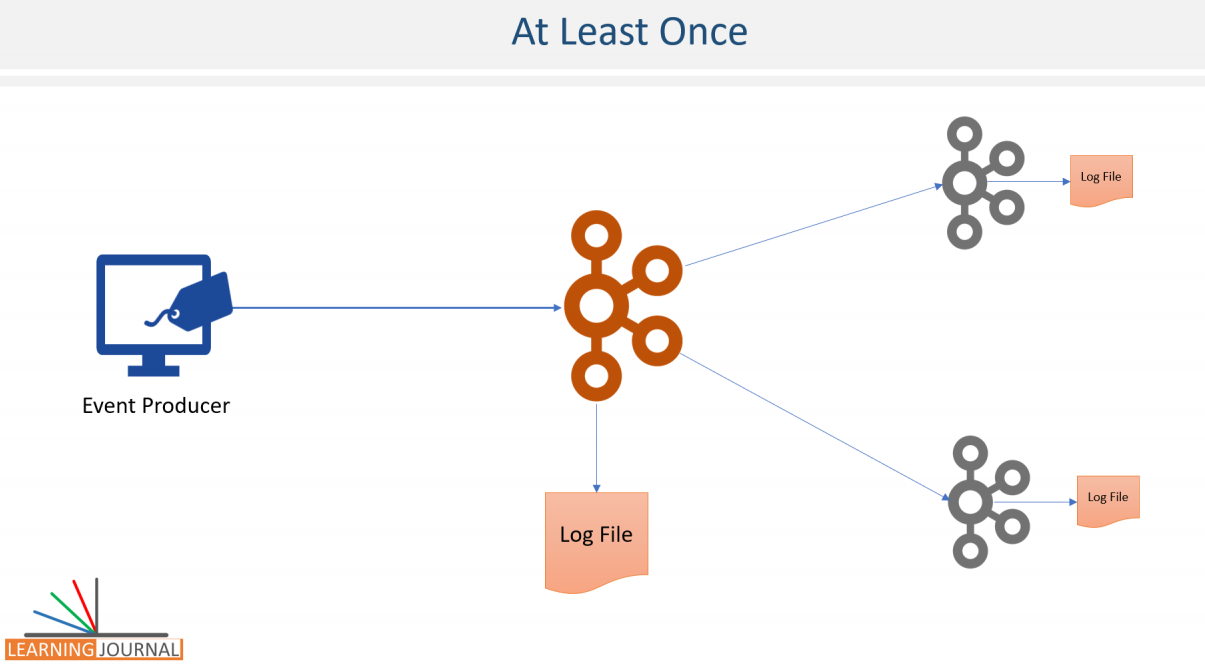 At Least Once
Log File
Event Producer
Log File
Log File
LEARNING JOURNAL